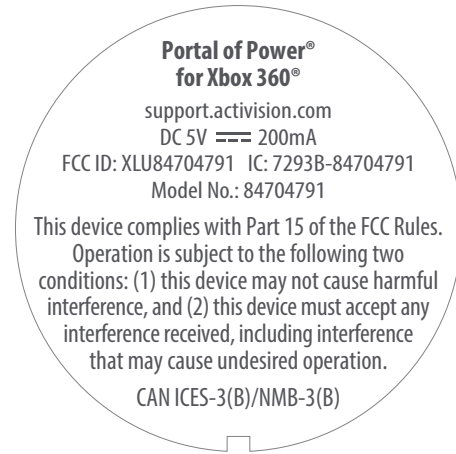 Portal of Power®
for Xbox 360®
support.activision.com
DC 5V ⎓ 200mA
FCC ID: XLU84704791 IC: 7293B-84704791
Model No.: 84704791
This device complies with Part 15 of the FCC Rules.
Operation is subject to the following two
conditions: (1) this device may not cause harmful
interference, and (2) this device must accept any
interference received, including interference
that may cause undesired operation.
CAN ICES-3(B)/NMB-3(B)